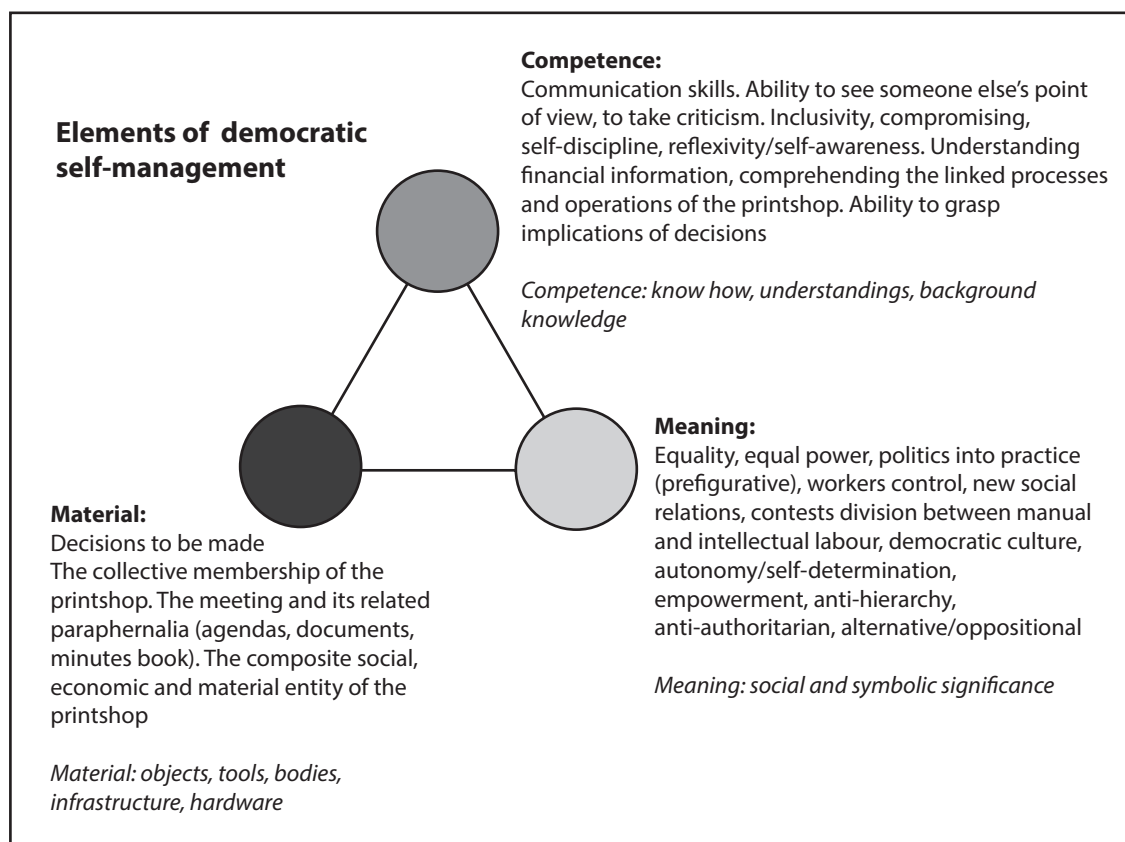 Elements of democratic
self-management
Competence:
Communication skills. Ability to see someone else’s point
of view, to take criticism. Inclusivity, compromising,
self-discipline, reflexivity/self-awareness. Understanding
financial information, comprehending the linked processes
and operations of the printshop. Ability to grasp
implications of decisions
Competence: know how, understandings, background
knowledge
Meaning:
Equality, equal power, politics into practice
(prefigurative), workers control, new social
relations, contests division between manual
and intellectual labour, democratic culture,
autonomy/self-determination,
empowerment, anti-hierarchy,
anti-authoritarian, alternative/oppositional
Meaning: social and symbolic significance
Material:
Decisions to be made
The collective membership of the
printshop. The meeting and its related
paraphernalia (agendas, documents,
minutes book). The composite social,
economic and material entity of the
printshop
Material: objects, tools, bodies,
infrastructure, hardware